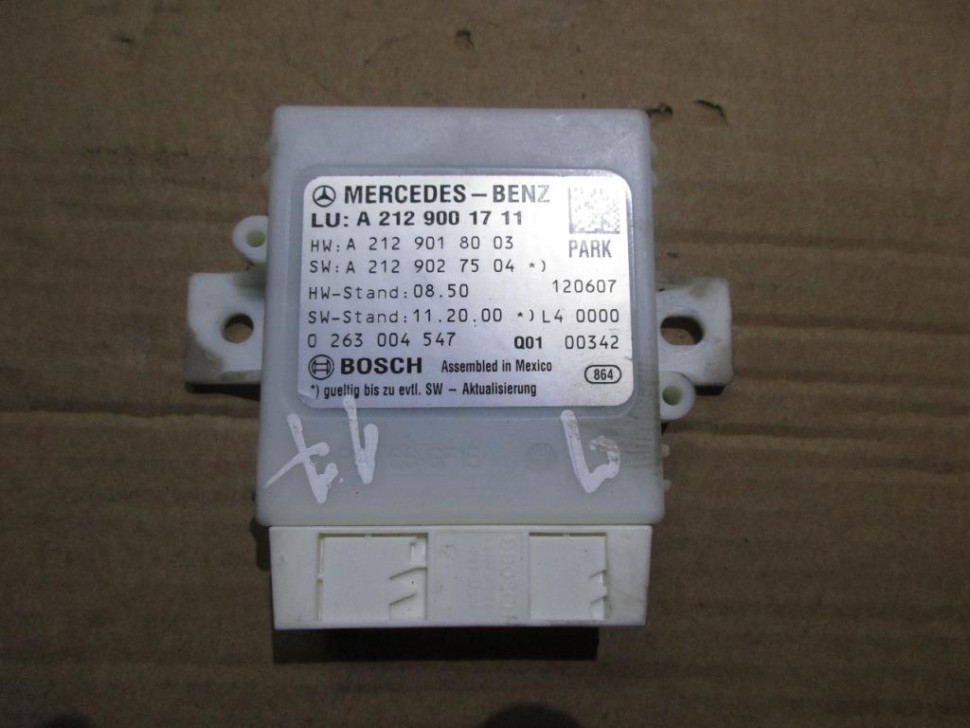 MERCEDES-BENZ
LU: A 212 900 17 11
PARK
HW: A 212 901 80 03
SW: A 212 902 75 04 *)
HW-Stand: 08.50 120607
SW-Stand: 11.20.00 *) L4 0000
0 263 004 547 Q01 00342
BOSCH Assembled in Mexico 864
*) gueltig bis zu evtl. SW - Aktualisierung